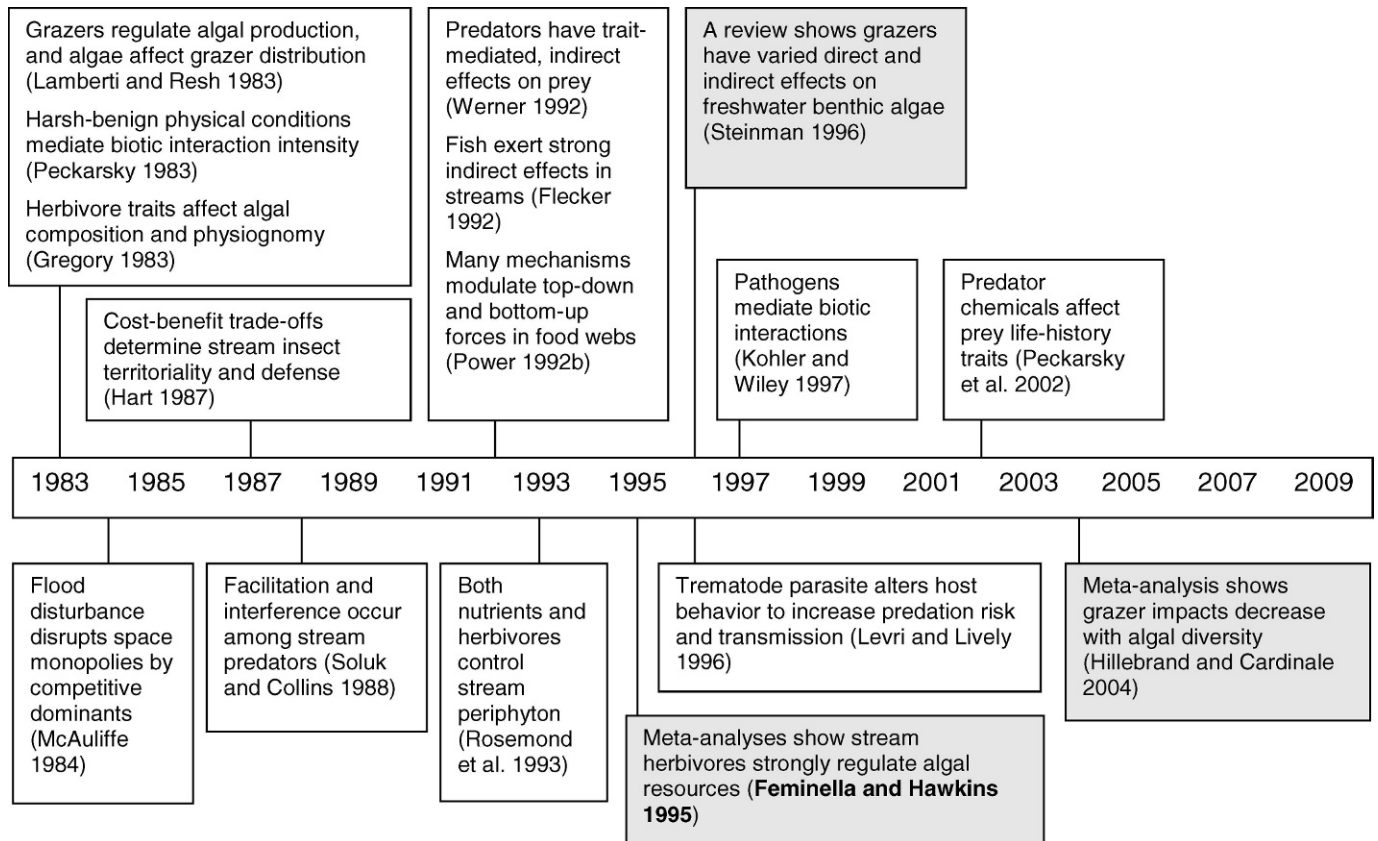 Grazers regulate algal production,
and algae affect grazer distribution
(Lamberti and Resh 1983)
Harsh-benign physical conditions
mediate biotic interaction intensity
(Peckarsky 1983)
Herbivore traits affect algal
composition and physiognomy
(Gregory 1983)
Cost-benefit trade-offs
determine stream insect
territoriality and defense
(Hart 1987)
Predators have trait-
mediated, indirect
effects on prey
(Werner 1992)
Fish exert strong
indirect effects in
streams (Flecker
1992)
Many mechanisms
modulate top-down
and bottom-up
forces in food webs
(Power 1992b)
A review shows grazers
have varied direct and
indirect effects on
freshwater benthic algae
(Steinman 1996)
Pathogens
mediate biotic
interactions
(Kohler and
Wiley 1997)
Predator
chemicals affect
prey life-history
traits (Peckarsky
et al. 2002)
1983 1985 1987 1989 1991 1993 1995 1997 1999 2001 2003 2005 2007 2009
Flood
disturbance
disrupts space
monopolies by
competitive
dominants
(McAuliffe
1984)
Facilitation and
interference occur
among stream
predators (Soluk
and Collins 1988)
Both
nutrients and
herbivores
control
stream
periphyton
(Rosemond
et al. 1993)
Trematode parasite alters host
behavior to increase predation risk
and transmission (Levri and Lively
1996)
Meta-analyses show stream
herbivores strongly regulate algal
resources (Feminella and Hawkins
1995)
Meta-analysis shows
grazer impacts decrease
with algal diversity
(Hillebrand and Cardinale
2004)